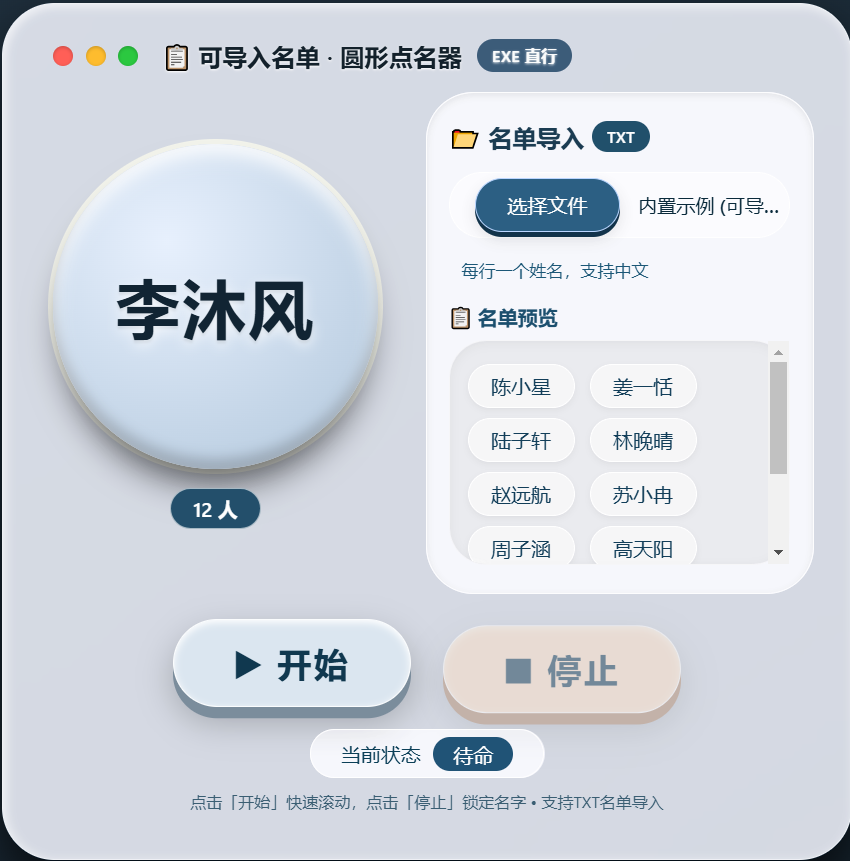 可导入名单 · 圆形点名器 EXE 直行
李沐风
12 人
名单导入 TXT
选择文件 内置示例 (可导...
每行一个姓名，支持中文
名单预览
陈小星 姜一恬
陆子轩 林晚晴
赵远航 苏小冉
周子涵 高天阳
▶ 开始 ■ 停止
当前状态 待命
点击「开始」快速滚动，点击「停止」锁定名字 • 支持TXT名单导入